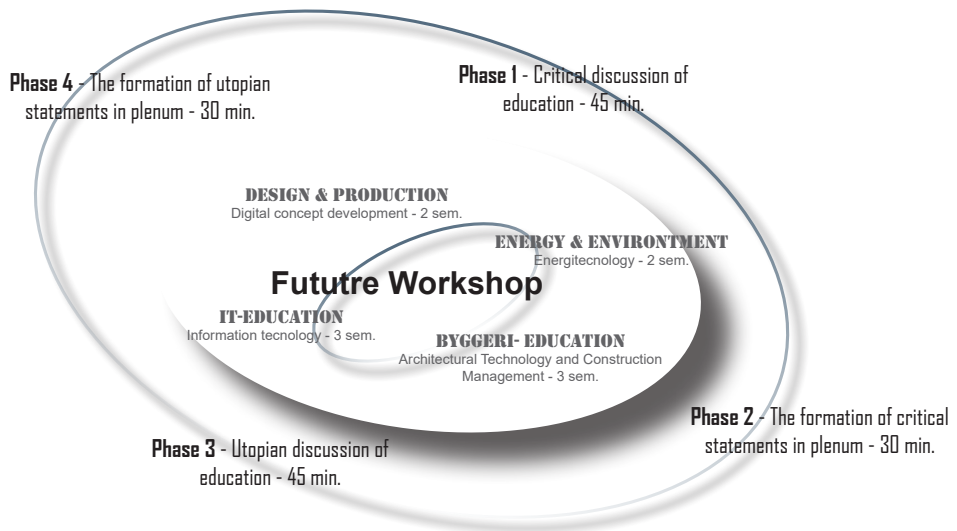 Phase 4 - The formation of utopian
statements in plenum - 30 min.
Phase 1 - Critical discussion of
education - 45 min.
DESIGN & PRODUCTION
Digital concept development - 2 sem.
ENERGY & ENVIRONTMENT
Energitecnology - 2 sem.
Fututre Workshop
IT-EDUCATION
Information tecnology - 3 sem.
BYGGERI- EDUCATION
Architectural Technology and Construction
Management - 3 sem.
Phase 2 - The formation of critical
statements in plenum - 30 min.
Phase 3 - Utopian discussion of
education - 45 min.